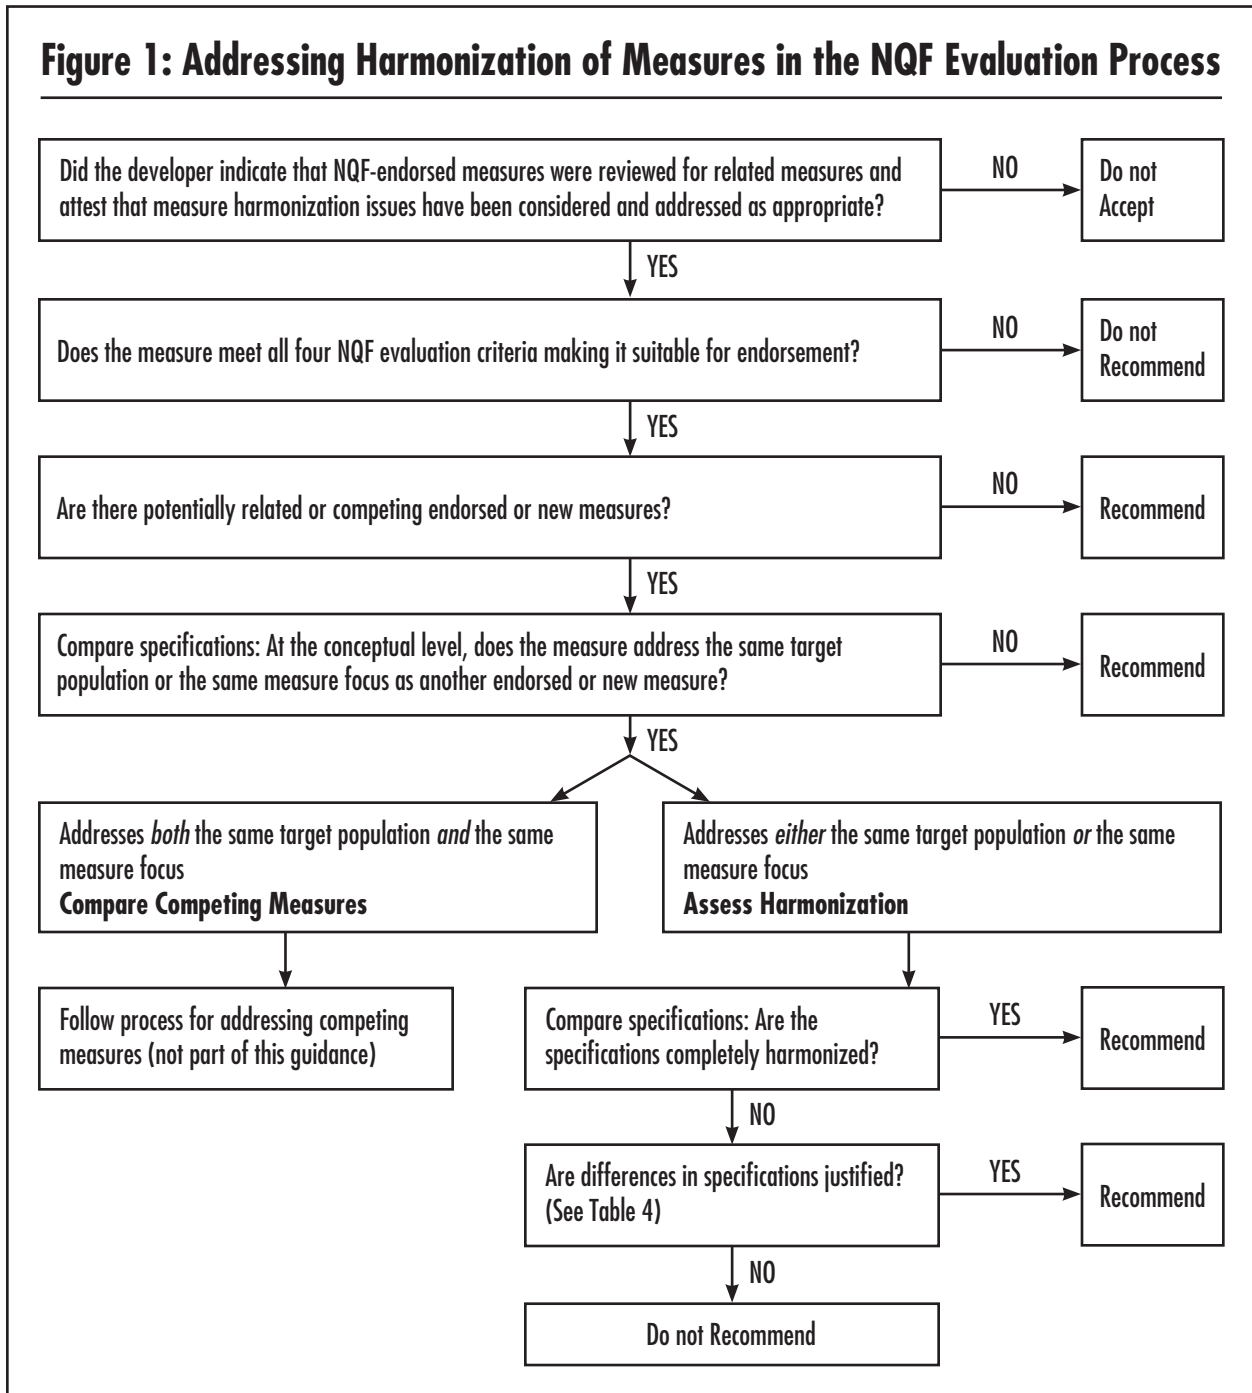 Figure 1: Addressing Harmonization of Measures in the NQF Evaluation Process
Did the developer indicate that NQF-endorsed measures were reviewed for related measures and
attest that measure harmonization issues have been considered and addressed as appropriate?
NO
Do not
Accept
YES
Does the measure meet all four NQF evaluation criteria making it suitable for endorsement?
NO
Do not
Recommend
YES
Are there potentially related or competing endorsed or new measures?
NO
Recommend
YES
Compare specifications: At the conceptual level, does the measure address the same target
population or the same measure focus as another endorsed or new measure?
NO
Recommend
YES
Addresses both the same target population and the same
measure focus
Compare Competing Measures
Addresses either the same target population or the same
measure focus
Assess Harmonization
Follow process for addressing competing
measures (not part of this guidance)
Compare specifications: Are the
specifications completely harmonized?
YES
Recommend
NO
Are differences in specifications justified?
(See Table 4)
YES
Recommend
NO
Do not Recommend